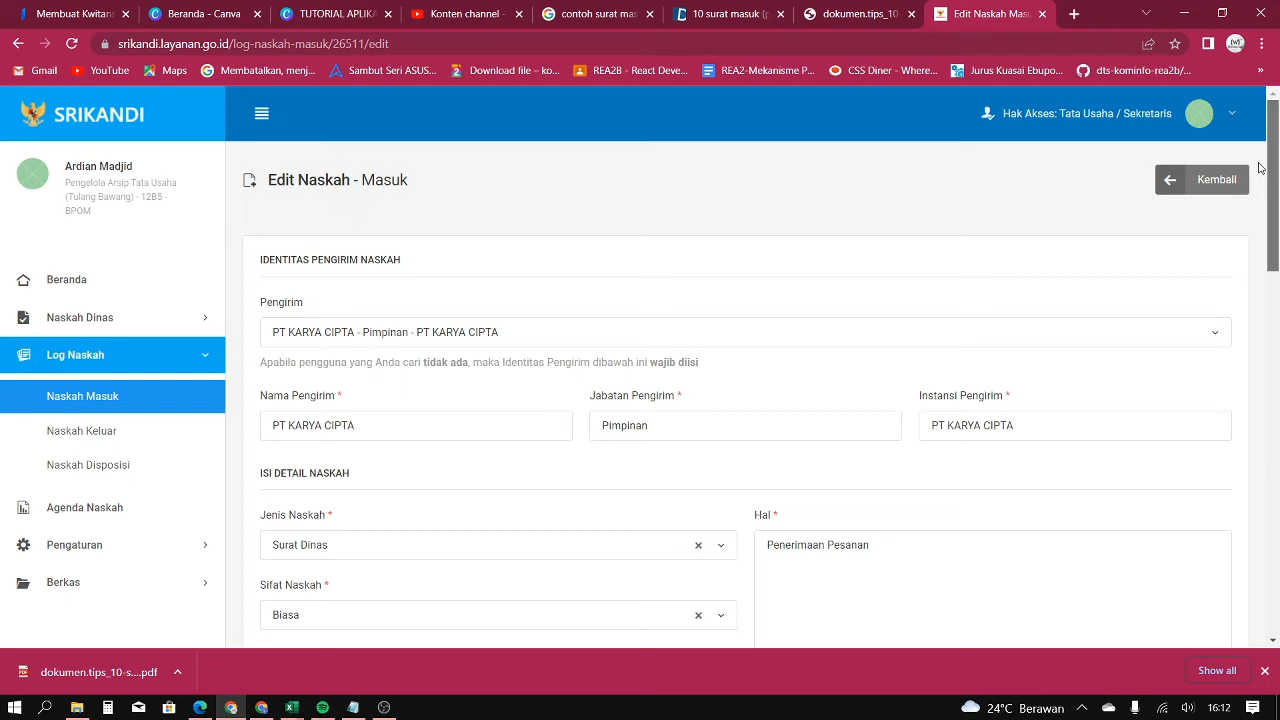 Membuat Kwitans
Beranda - Canva
TUTORIAL APLIKA
Konten channel -
contoh surat mas
10 surat masuk (p
dokumen.tips_10
Edit Naskah Masu
srikandi.layanan.go.id/log-naskah-masuk/26511/edit
Gmail
YouTube
Maps
Membatalkan, menj...
Sambut Seri ASUS...
Download file – ko...
REA2B - React Deve...
REA2-Mekanisme P...
CSS Diner - Where...
Jurus Kuasai Ebupo...
dts-kominfo-rea2b/...
SRIKANDI
Hak Akses: Tata Usaha / Sekretaris
Ardian Madjid
Pengelola Arsip Tata Usaha
(Tulang Bawang) - 12B5 -
BPOM
Edit Naskah - Masuk
Kembali
Beranda
Naskah Dinas
Log Naskah
Naskah Masuk
Naskah Keluar
Naskah Disposisi
Agenda Naskah
Pengaturan
Berkas
IDENTITAS PENGIRIM NASKAH
Pengirim
PT KARYA CIPTA - Pimpinan - PT KARYA CIPTA
Apabila pengguna yang Anda cari tidak ada, maka Identitas Pengirim dibawah ini wajib diisi
Nama Pengirim *
Jabatan Pengirim *
Instansi Pengirim *
PT KARYA CIPTA
Pimpinan
PT KARYA CIPTA
ISI DETAIL NASKAH
Jenis Naskah *
Hal *
Surat Dinas
Penerimaan Pesanan
Sifat Naskah *
Biasa
dokumen.tips_10-s....pdf
Show all
24°C Berawan
16:12